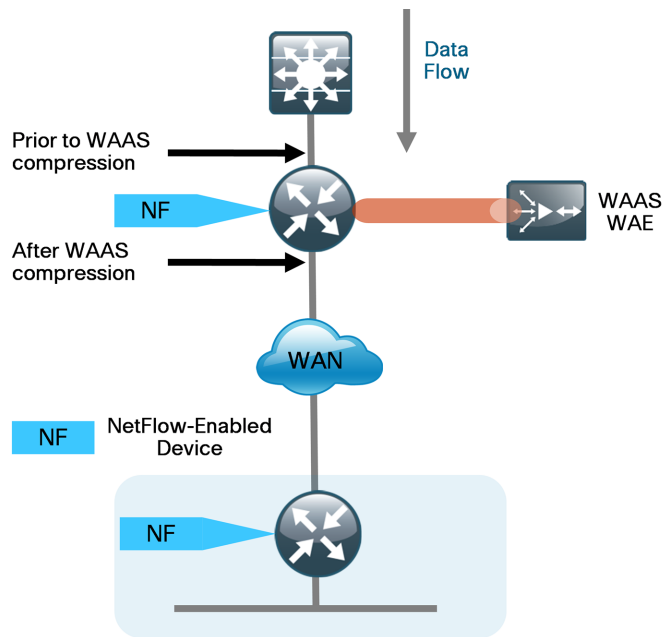 Data
Flow
Prior to WAAS
compression
NF
WAAS
WAE
After WAAS
compression
WAN
NF
NetFlow-Enabled
Device
NF